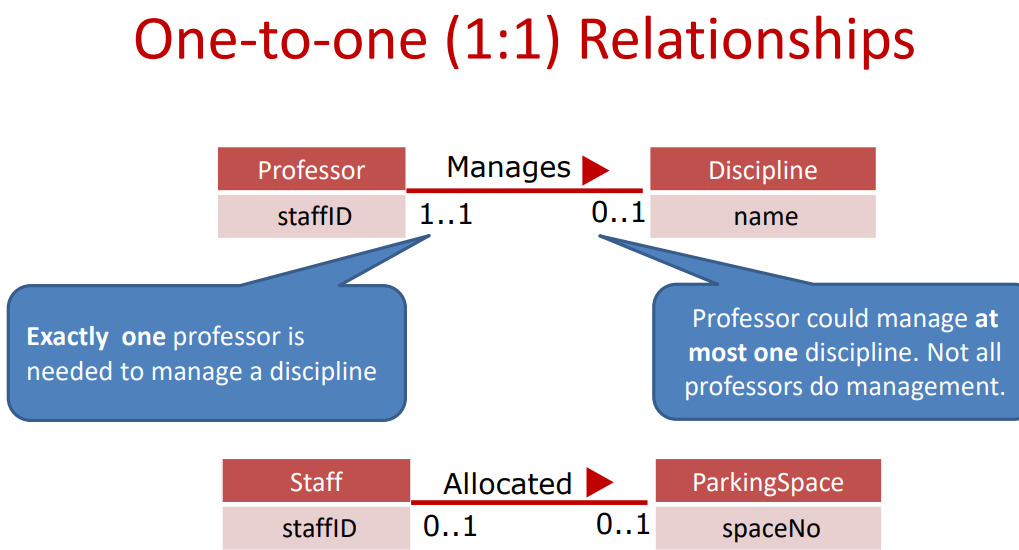 One-to-one (1:1) Relationships
Professor
Manages
Discipline
staffID
1..1
0..1
name
Exactly one professor is
needed to manage a discipline
Professor could manage at
most one discipline. Not all
professors do management.
Staff
Allocated
ParkingSpace
staffID
0..1
0..1
spaceNo